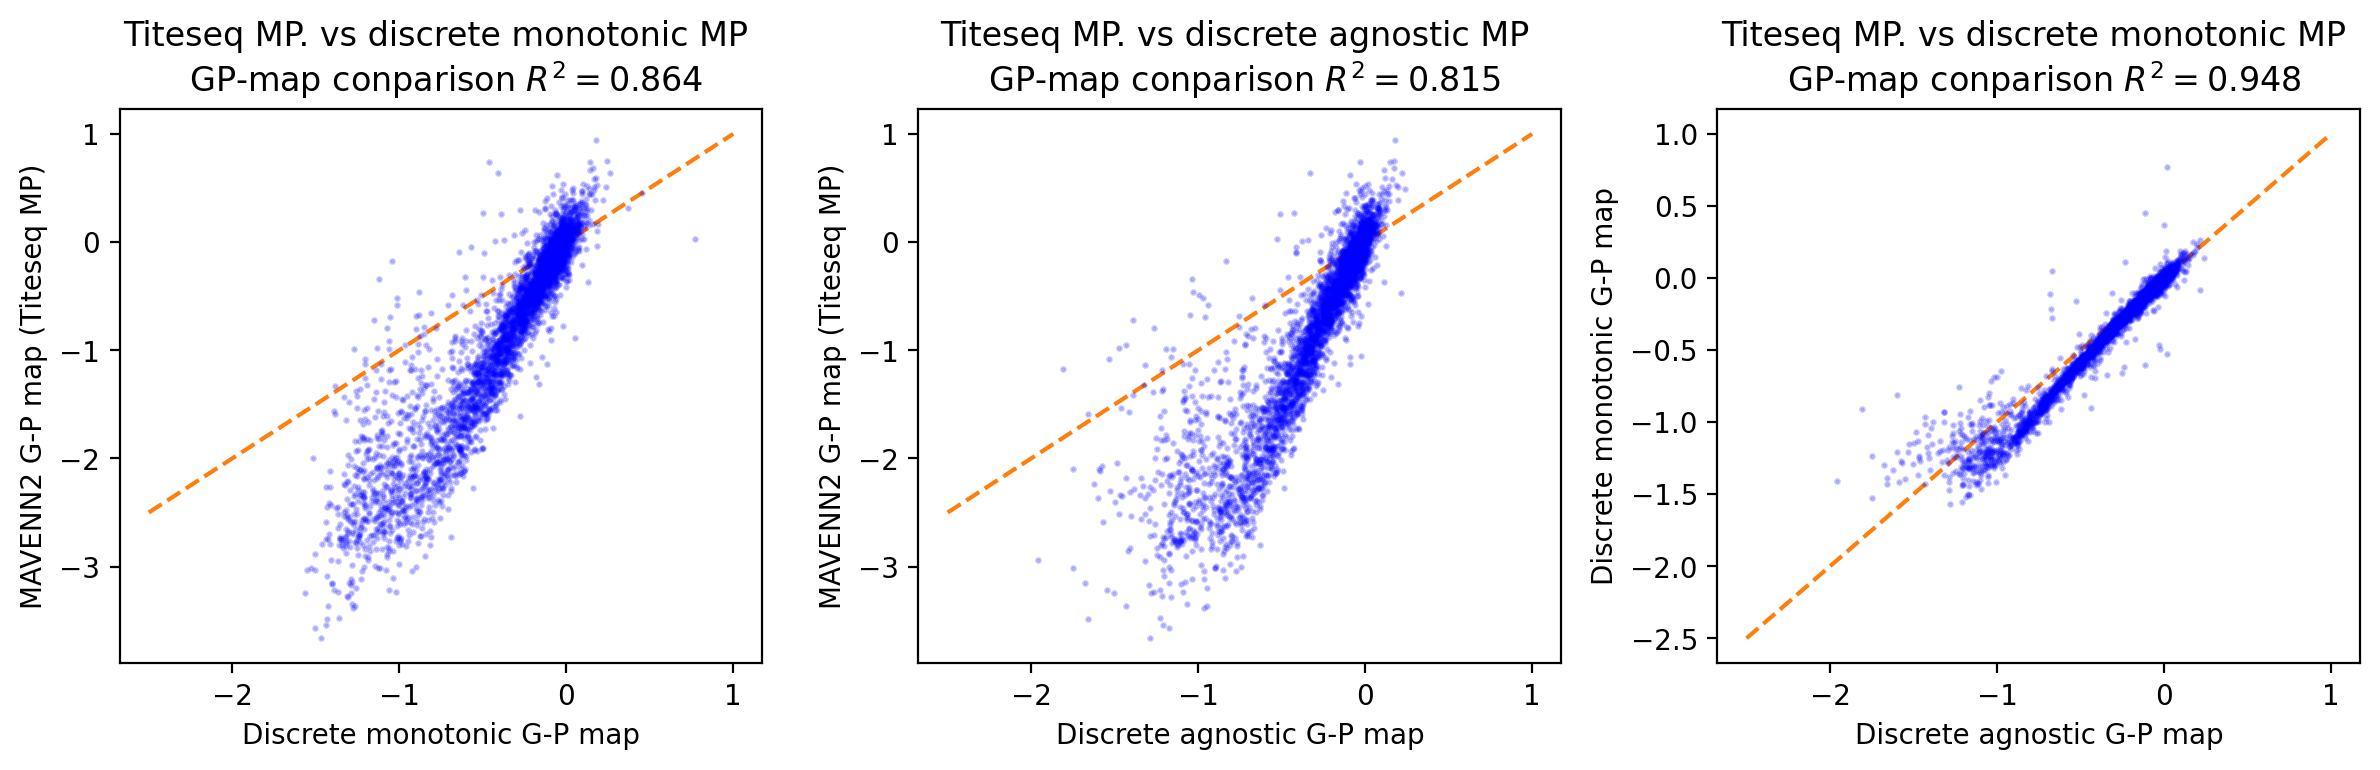 Titeseq MP. vs discrete monotonic MP
GP-map conparison R² = 0.864
MAVENN2 G-P map (Titeseq MP)
1
0
−1
−2
−3
−2
−1
0
1
Discrete monotonic G-P map
Titeseq MP. vs discrete agnostic MP
GP-map conparison R² = 0.815
MAVENN2 G-P map (Titeseq MP)
1
0
−1
−2
−3
−2
−1
0
1
Discrete agnostic G-P map
Titeseq MP. vs discrete monotonic MP
GP-map conparison R² = 0.948
Discrete monotonic G-P map
1.0
0.5
0.0
−0.5
−1.0
−1.5
−2.0
−2.5
−2
−1
0
1
Discrete agnostic G-P map